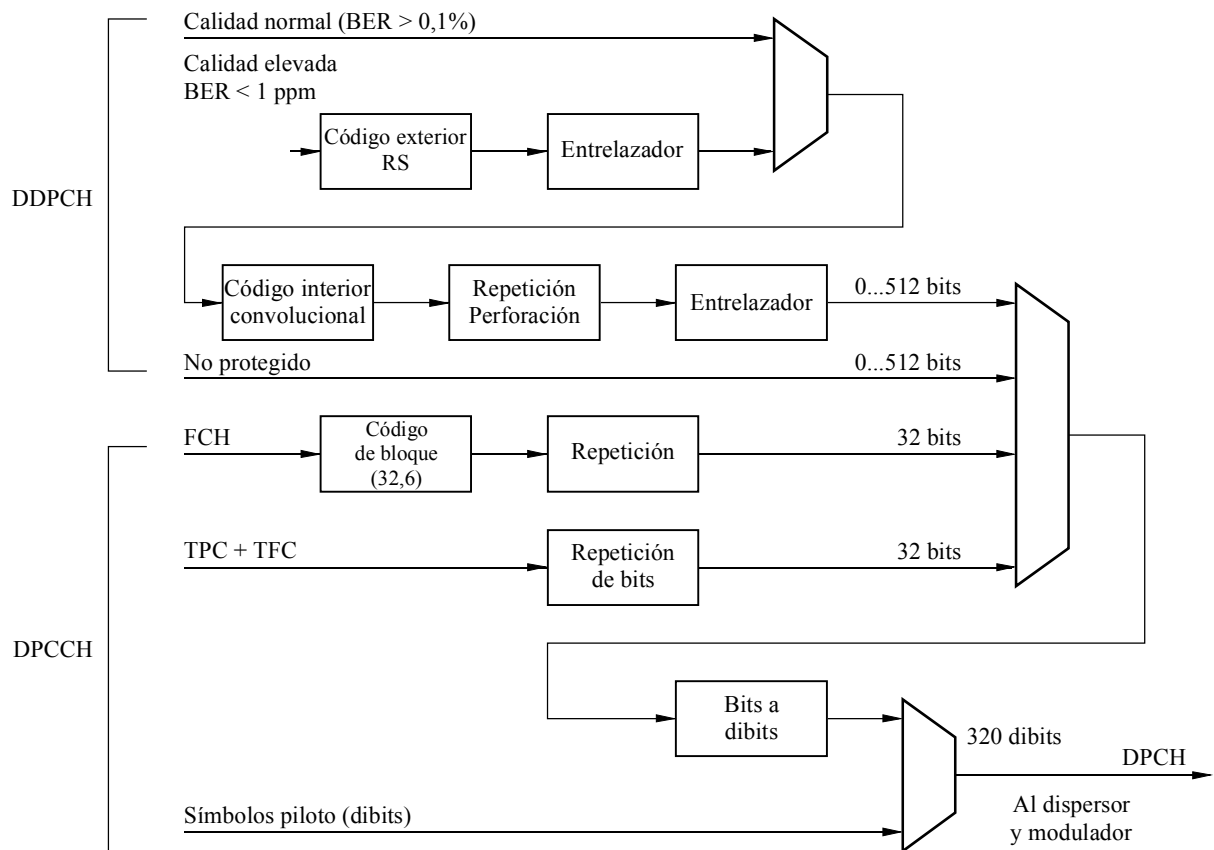 Calidad normal (BER > 0,1%)
Calidad elevada
BER < 1 ppm
Código exterior
RS
Entrelazador
DDPCH
Código interior
convolucional
Repetición
Perforación
Entrelazador
0...512 bits
No protegido
0...512 bits
FCH
Código
de bloque
(32,6)
Repetición
32 bits
TPC + TFC
Repetición
de bits
32 bits
DPCCH
Bits a
dibits
320 dibits
DPCH
Símbolos piloto (dibits)
Al dispersor
y modulador